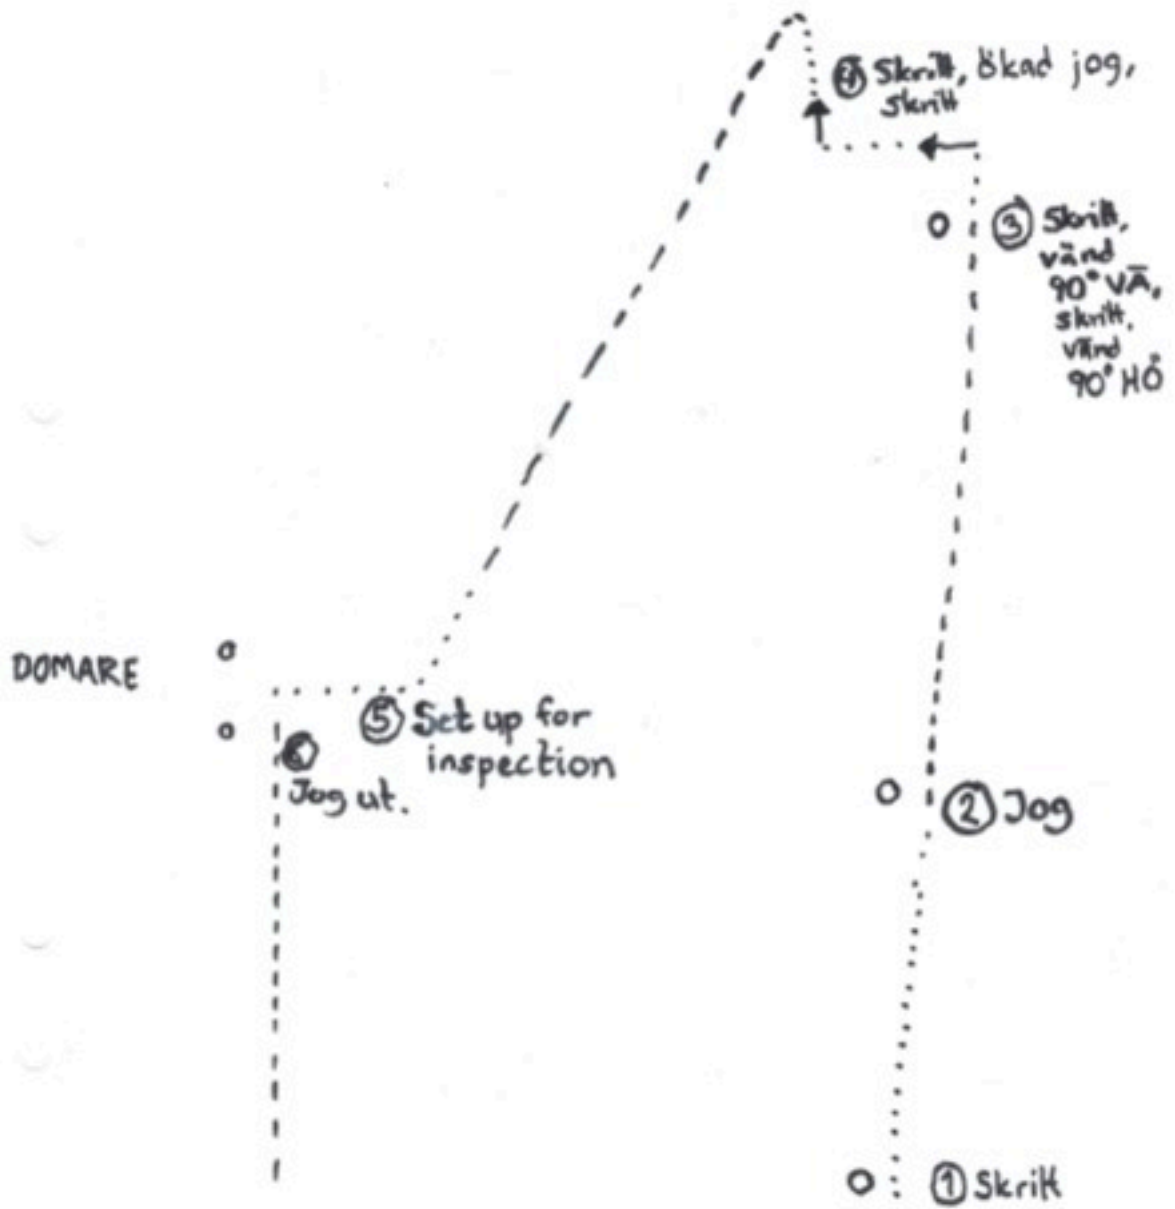 ④ Skritt, ökad jog,
skritt
③ Skritt,
vänd
90° VÄ,
skritt,
vänd
90° HÖ
DOMARE
⑤ Set up for
inspection
⑥
Jog ut.
② Jog
① Skritt